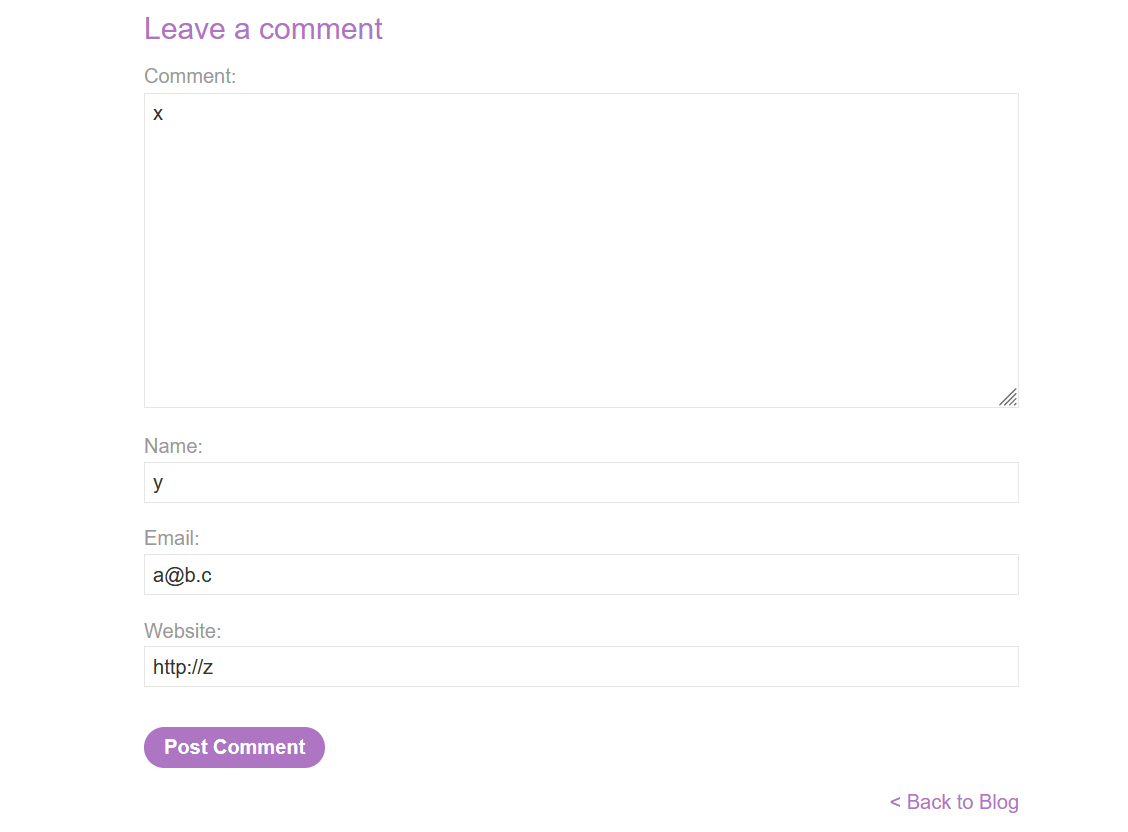 Leave a comment
Comment:
x
Name:
y
Email:
a@b.c
Website:
http://z
Post Comment
< Back to Blog